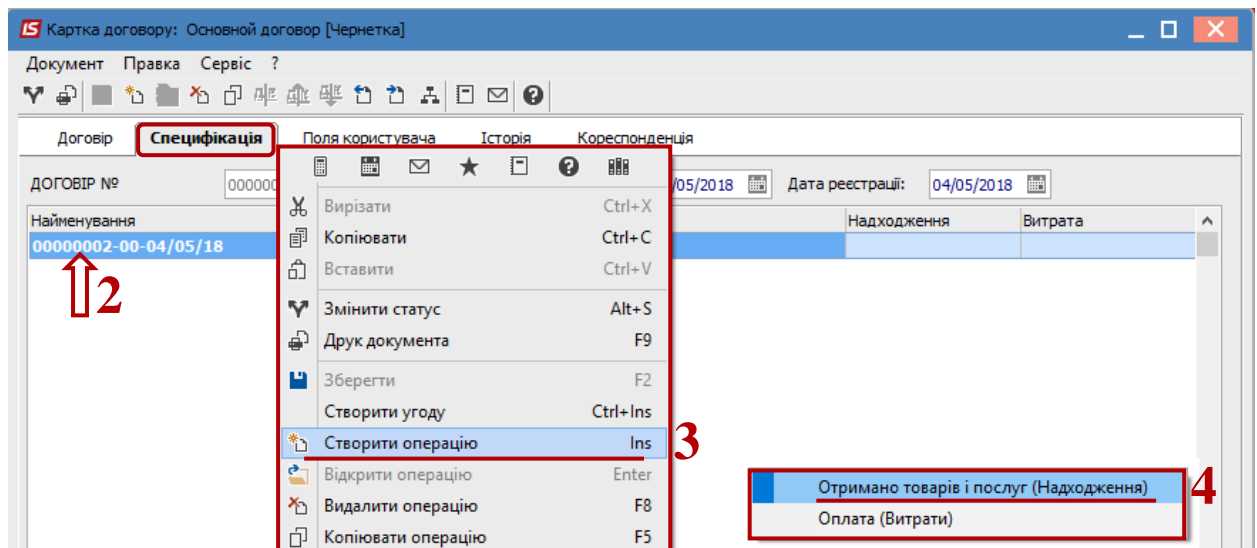 Картка договору: Основной договор [Чернетка]
Документ Правка Сервіс ?
Договір Специфікація Поля користувача Історія Кореспонденція
ДОГОВІР № 000000 /05/2018 Дата реєстрації: 04/05/2018
Найменування Надходження Витрата
00000002-00-04/05/18
2
Вирізати Ctrl+X
Копіювати Ctrl+C
Вставити Ctrl+V
Змінити статус Alt+S
Друк документа F9
Зберегти F2
Створити угоду Ctrl+Ins
Створити операцію Ins
3
Відкрити операцію Enter
Видалити операцію F8
Копіювати операцію F5
Отримано товарів і послуг (Надходження)
4
Оплата (Витрати)